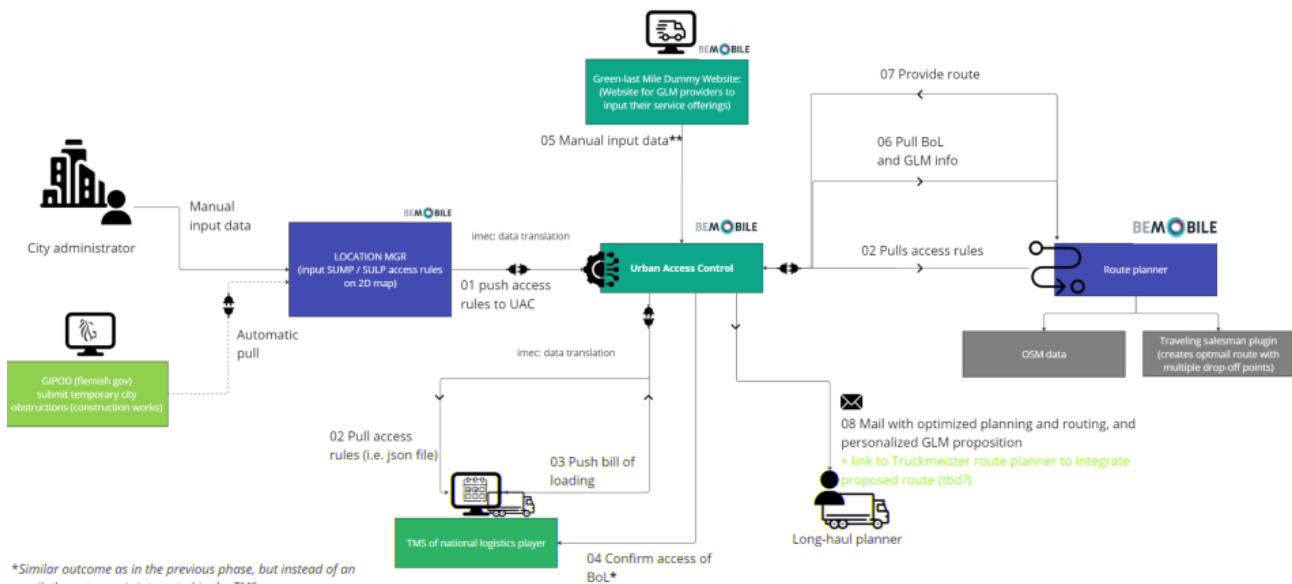 BEMOBILE
Green-last Mile Dummy Website:
(Website for GLM providers to
input their service offerings)
07 Provide route
05 Manual input data**
06 Pull BoL
and GLM info
City administrator
Manual
input data
BEMOBILE
LOCATION MGR
(input SUMP / SULP access rules
on 2D map)
imec: data translation
01 push access
rules to UAC
BEMOBILE
Urban Access Control
02 Pulls access rules
BEMOBILE
Route planner
Automatic
pull
GIPOD (flemish gov)
submit temporary city
obstructions (construction works)
imec: data translation
OSM data
Traveling salesman plugin
(creates optmail route with
multiple drop-off points)
02 Pull access
rules (i.e. json file)
03 Push bill of
loading
08 Mail with optimized planning and routing, and
personalized GLM proposition
+ link to Truckmeister route planner to integrate
proposed route (tbd?)
TMS of national logistics player
Long-haul planner
04 Confirm access of
BoL*
*Similar outcome as in the previous phase, but instead of an